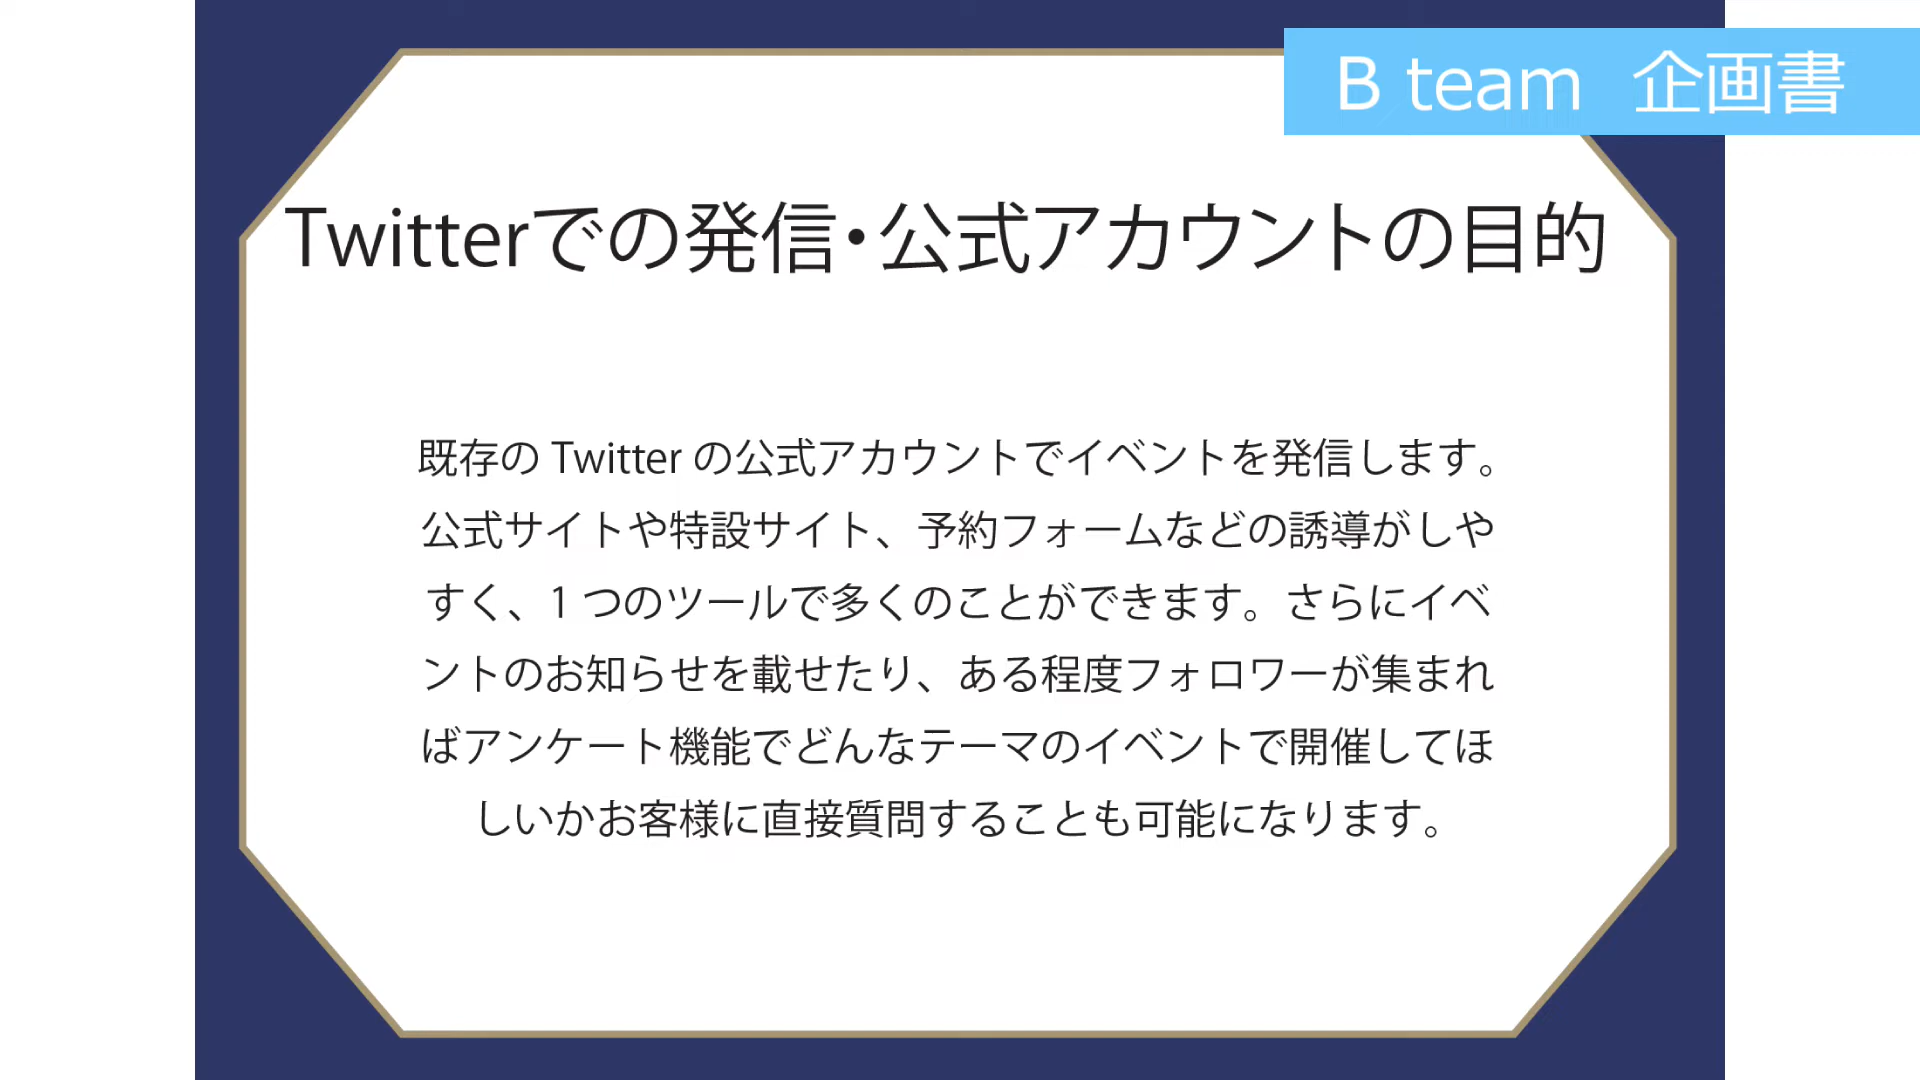 B team 企画書
Twitterでの発信・公式アカウントの目的
既存の Twitter の公式アカウントでイベントを発信します。
公式サイトや特設サイト、予約フォームなどの誘導がしや
すく、1 つのツールで多くのことができます。さらにイベ
ントのお知らせを載せたり、ある程度フォロワーが集まれ
ばアンケート機能でどんなテーマのイベントで開催してほ
しいかお客様に直接質問することも可能になります。